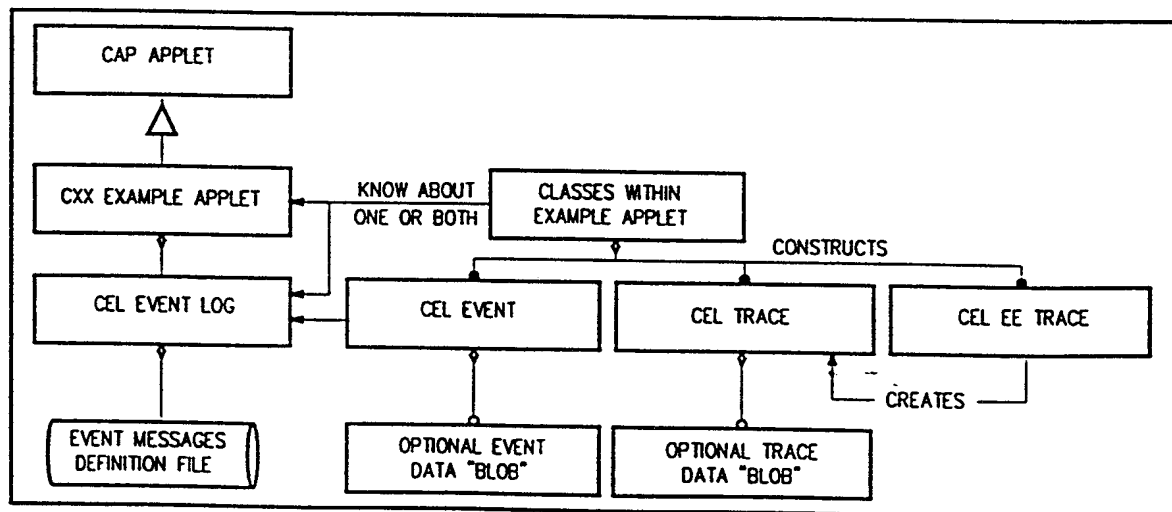 CAP APPLET
CXX EXAMPLE APPLET
KNOW ABOUT
ONE OR BOTH
CLASSES WITHIN
EXAMPLE APPLET
CONSTRUCTS
CEL EVENT LOG
CEL EVENT
CEL TRACE
CEL EE TRACE
CREATES
EVENT MESSAGES
DEFINITION FILE
OPTIONAL EVENT
DATA "BLOB"
OPTIONAL TRACE
DATA "BLOB"